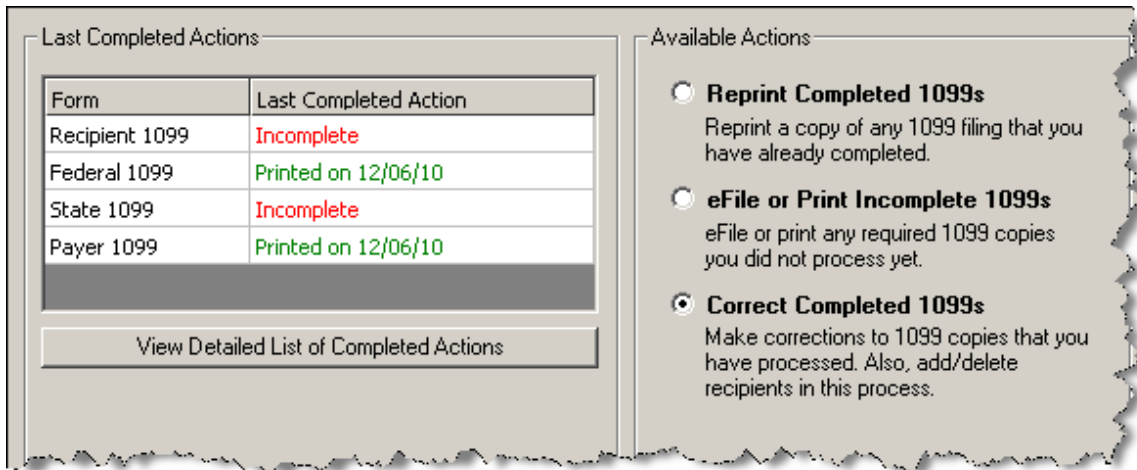 Last Completed Actions
Form Last Completed Action
Recipient 1099 Incomplete
Federal 1099 Printed on 12/06/10
State 1099 Incomplete
Payer 1099 Printed on 12/06/10
View Detailed List of Completed Actions
Available Actions
Reprint Completed 1099s
Reprint a copy of any 1099 filing that you
have already completed.
eFile or Print Incomplete 1099s
eFile or print any required 1099 copies
you did not process yet.
Correct Completed 1099s
Make corrections to 1099 copies that you
have processed. Also, add/delete
recipients in this process.